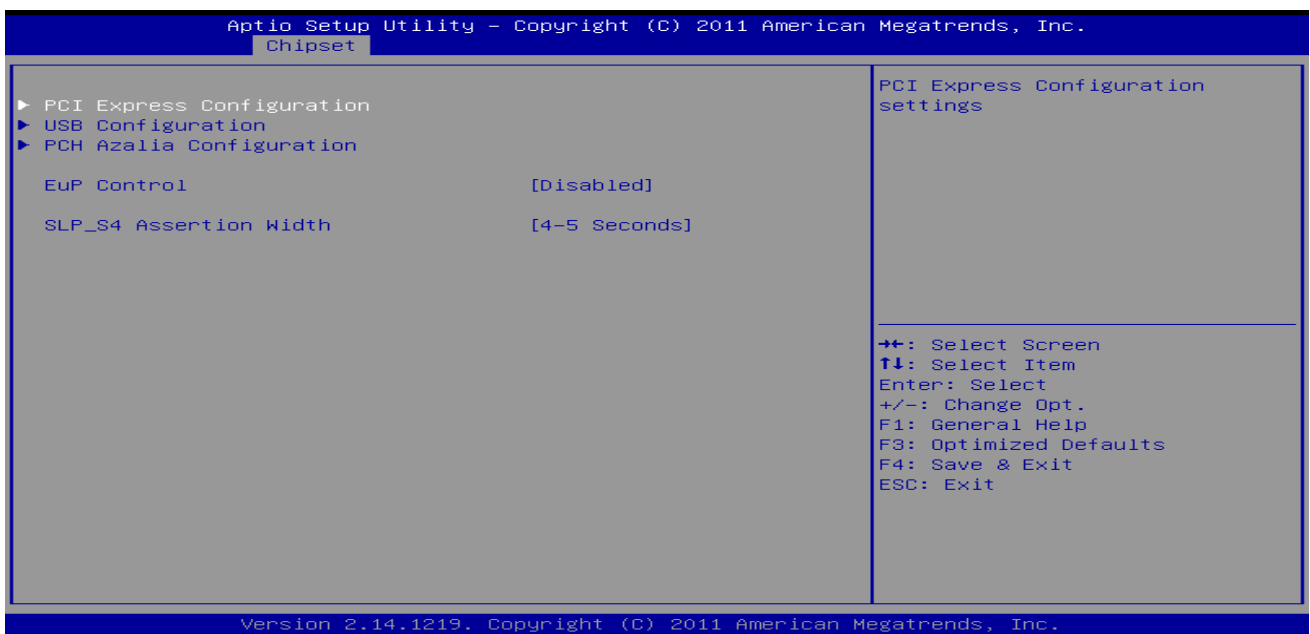 Aptio Setup Utility – Copyright (C) 2011 American Megatrends, Inc.
Chipset
▶ PCI Express Configuration
▶ USB Configuration
▶ PCH Azalia Configuration
EuP Control [Disabled]
SLP_S4 Assertion Width [4-5 Seconds]
PCI Express Configuration
settings
→←: Select Screen
↑↓: Select Item
Enter: Select
+/-: Change Opt.
F1: General Help
F3: Optimized Defaults
F4: Save & Exit
ESC: Exit
Version 2.14.1219. Copyright (C) 2011 American Megatrends, Inc.